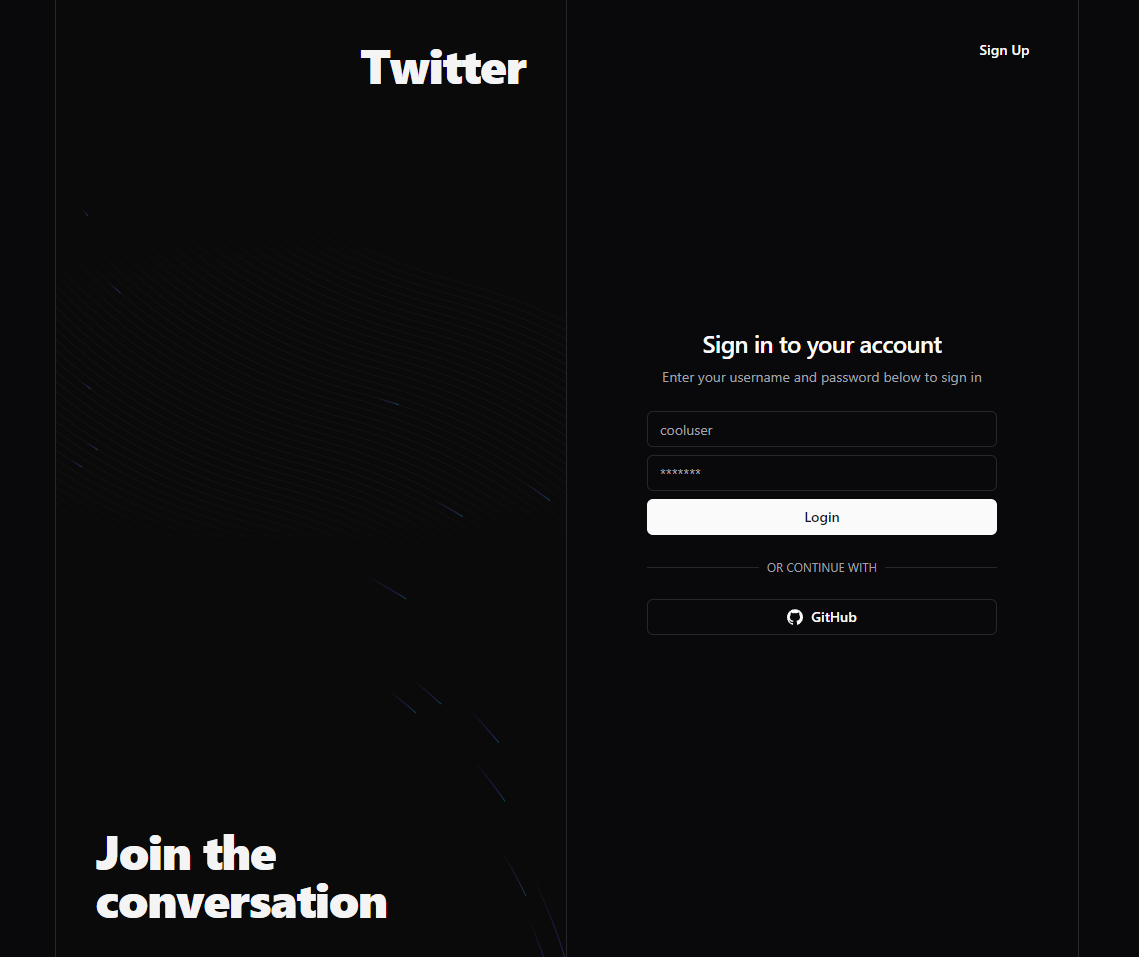 Twitter
Join the
conversation
Sign Up
Sign in to your account
Enter your username and password below to sign in
cooluser
*******
Login
OR CONTINUE WITH
GitHub